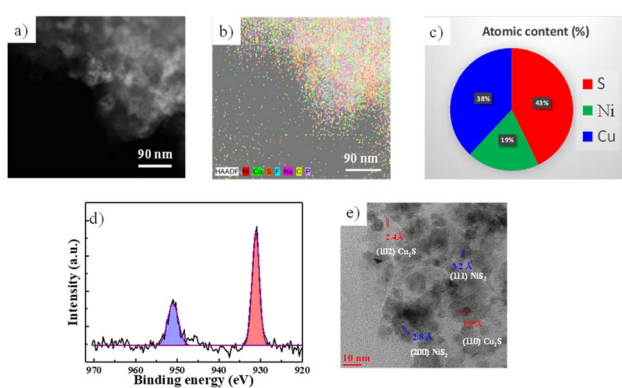 a)
90 nm
b)
90 nm
HAADF Ni Cu S F Na C P
c)
Atomic content (%)
38%
43%
19%
S
Ni
Cu
d)
Intensity (a.u.)
970 960 950 940 930 920
Binding energy (eV)
e)
2.4 Å
(102) Cu₂S
3.2 Å
(111) NiS₂
1.9 Å
(110) Cu₂S
2.8 Å
(200) NiS₂
10 nm